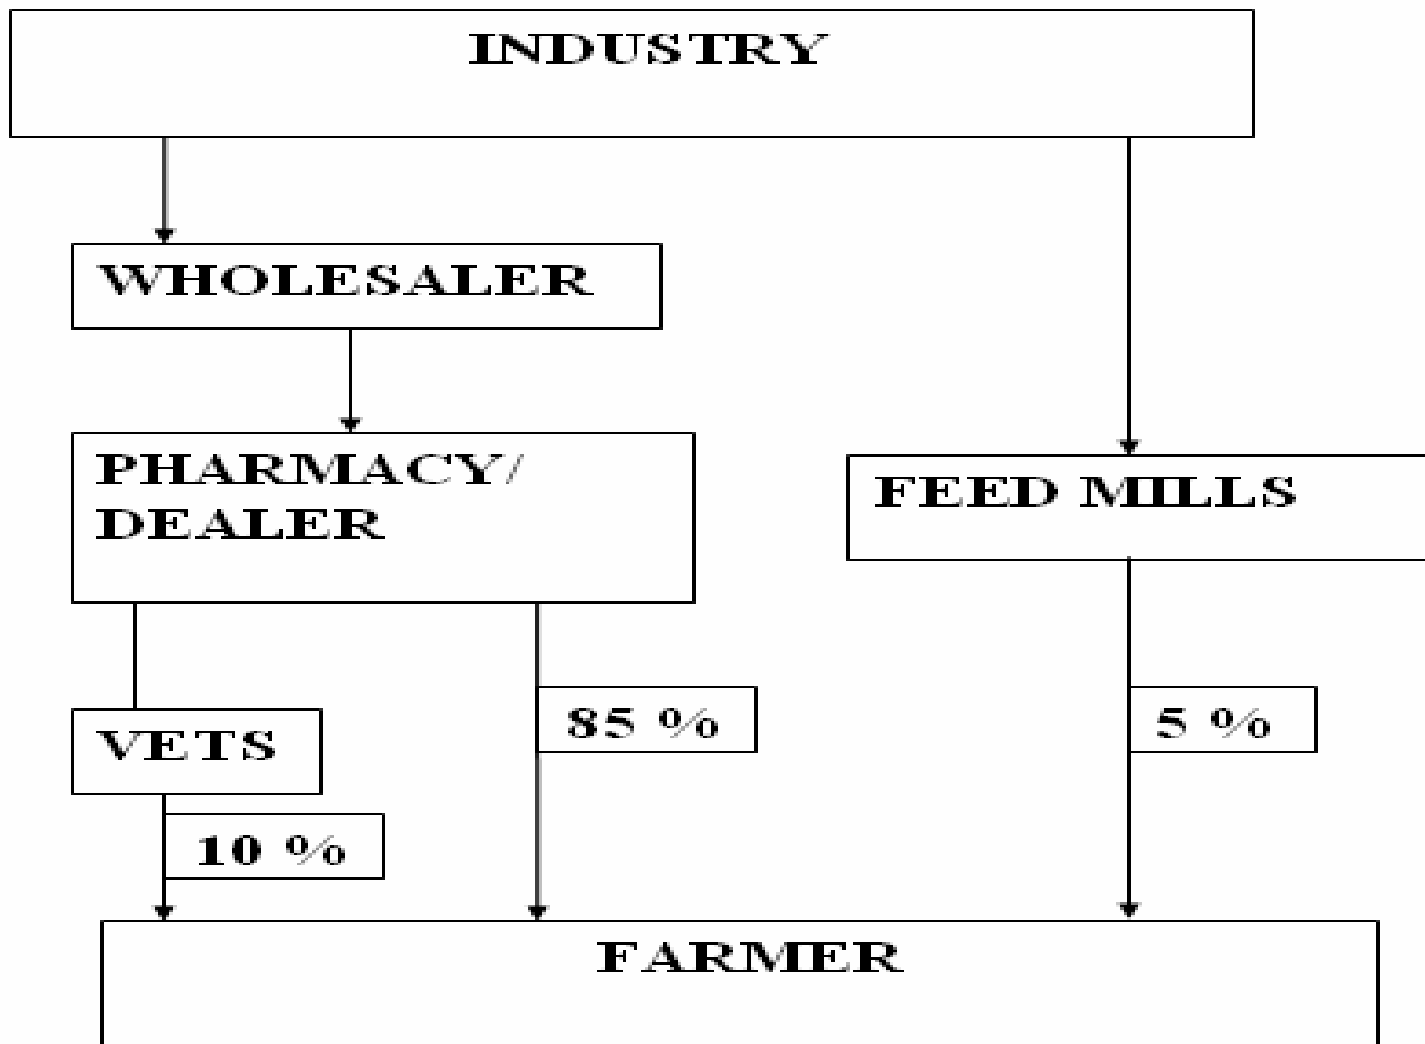 INDUSTRY
WHOLESALER
PHARMACY/
DEALER
FEED MILLS
VETS
85 %
5 %
10 %
FARMER